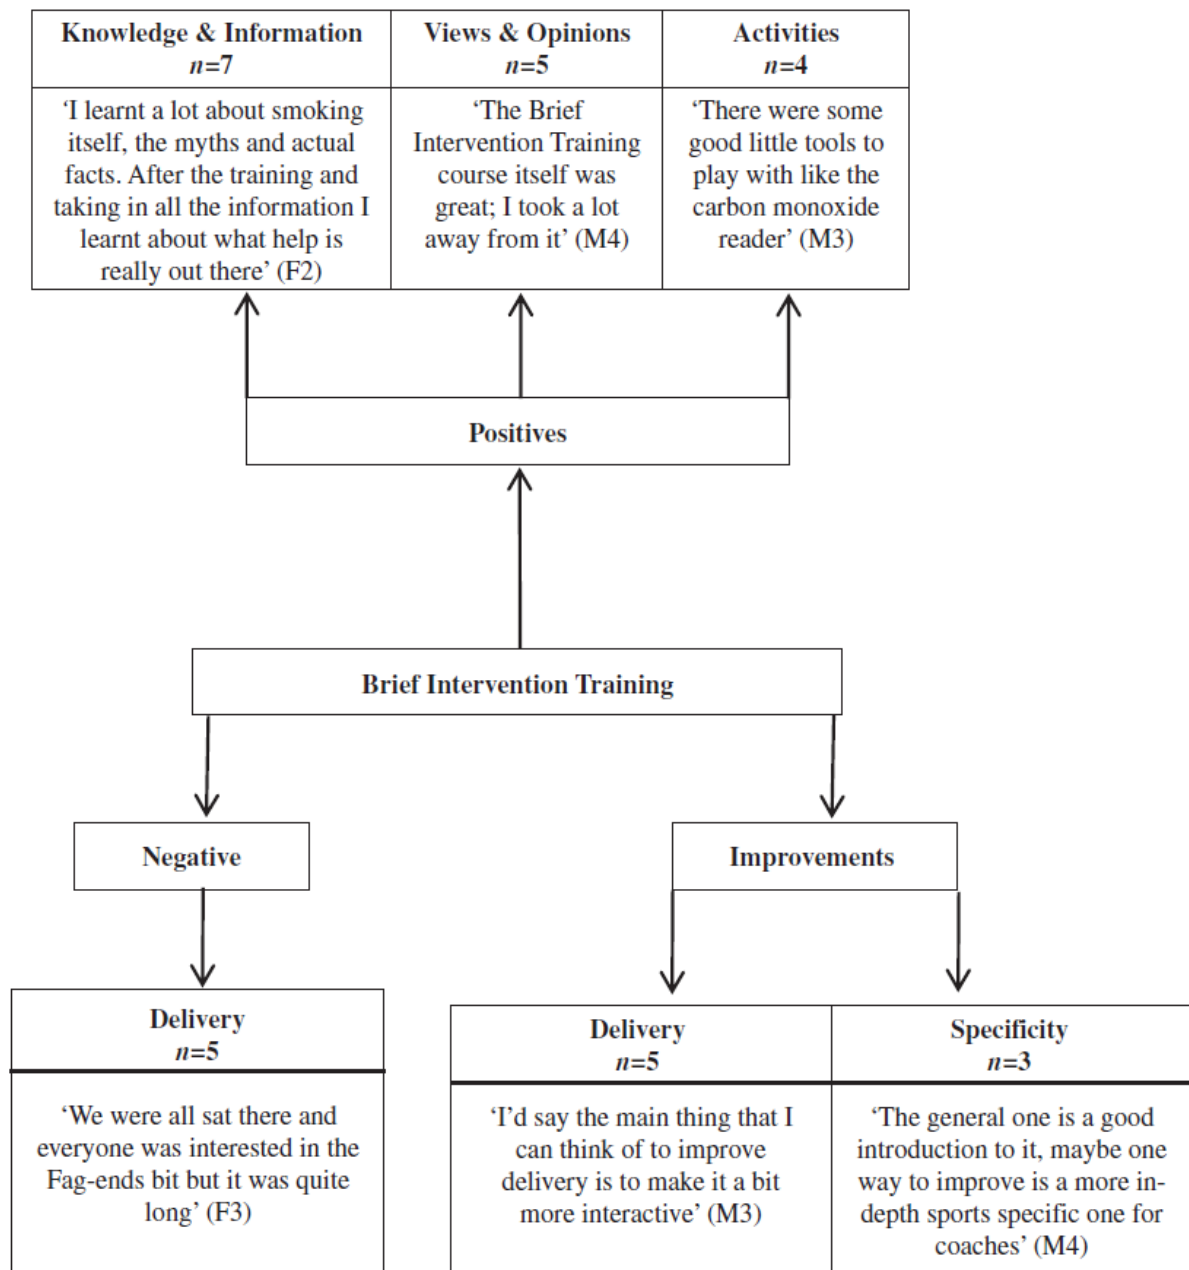 Knowledge & Information
n=7
‘I learnt a lot about smoking
itself, the myths and actual
facts. After the training and
taking in all the information I
learnt about what help is
really out there’ (F2)
Views & Opinions
n=5
‘The Brief
Intervention Training
course itself was
great; I took a lot
away from it’ (M4)
Activities
n=4
‘There were some
good little tools to
play with like the
carbon monoxide
reader’ (M3)
Positives
Brief Intervention Training
Negative
Improvements
Delivery
n=5
‘We were all sat there and
everyone was interested in the
Fag-ends bit but it was quite
long’ (F3)
Delivery
n=5
‘I’d say the main thing that I
can think of to improve
delivery is to make it a bit
more interactive’ (M3)
Specificity
n=3
‘The general one is a good
introduction to it, maybe one
way to improve is a more in-
depth sports specific one for
coaches’ (M4)